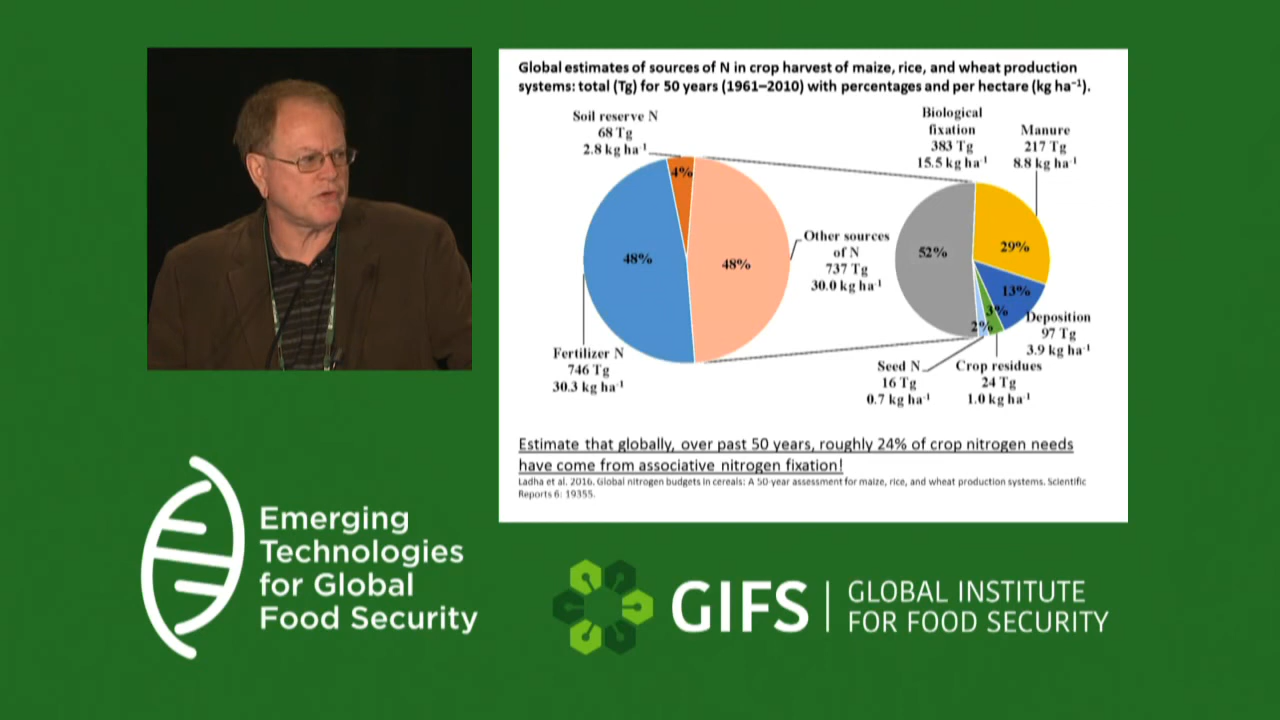 Global estimates of sources of N in crop harvest of maize, rice, and wheat production
systems: total (Tg) for 50 years (1961–2010) with percentages and per hectare (kg ha⁻¹).
Soil reserve N
68 Tg
2.8 kg ha⁻¹
Biological
fixation
383 Tg
15.5 kg ha⁻¹
Manure
217 Tg
8.8 kg ha⁻¹
4%
48%
48%
Other sources
of N
737 Tg
30.0 kg ha⁻¹
52%
29%
13%
3%
2%
Deposition
97 Tg
3.9 kg ha⁻¹
Fertilizer N
746 Tg
30.3 kg ha⁻¹
Seed N
16 Tg
0.7 kg ha⁻¹
Crop residues
24 Tg
1.0 kg ha⁻¹
Estimate that globally, over past 50 years, roughly 24% of crop nitrogen needs
have come from associative nitrogen fixation!
Ladha et al. 2016. Global nitrogen budgets in cereals: A 50-year assessment for maize, rice, and wheat production systems. Scientific
Reports 6: 19355.
Emerging
Technologies
for Global
Food Security
GIFS
GLOBAL INSTITUTE
FOR FOOD SECURITY